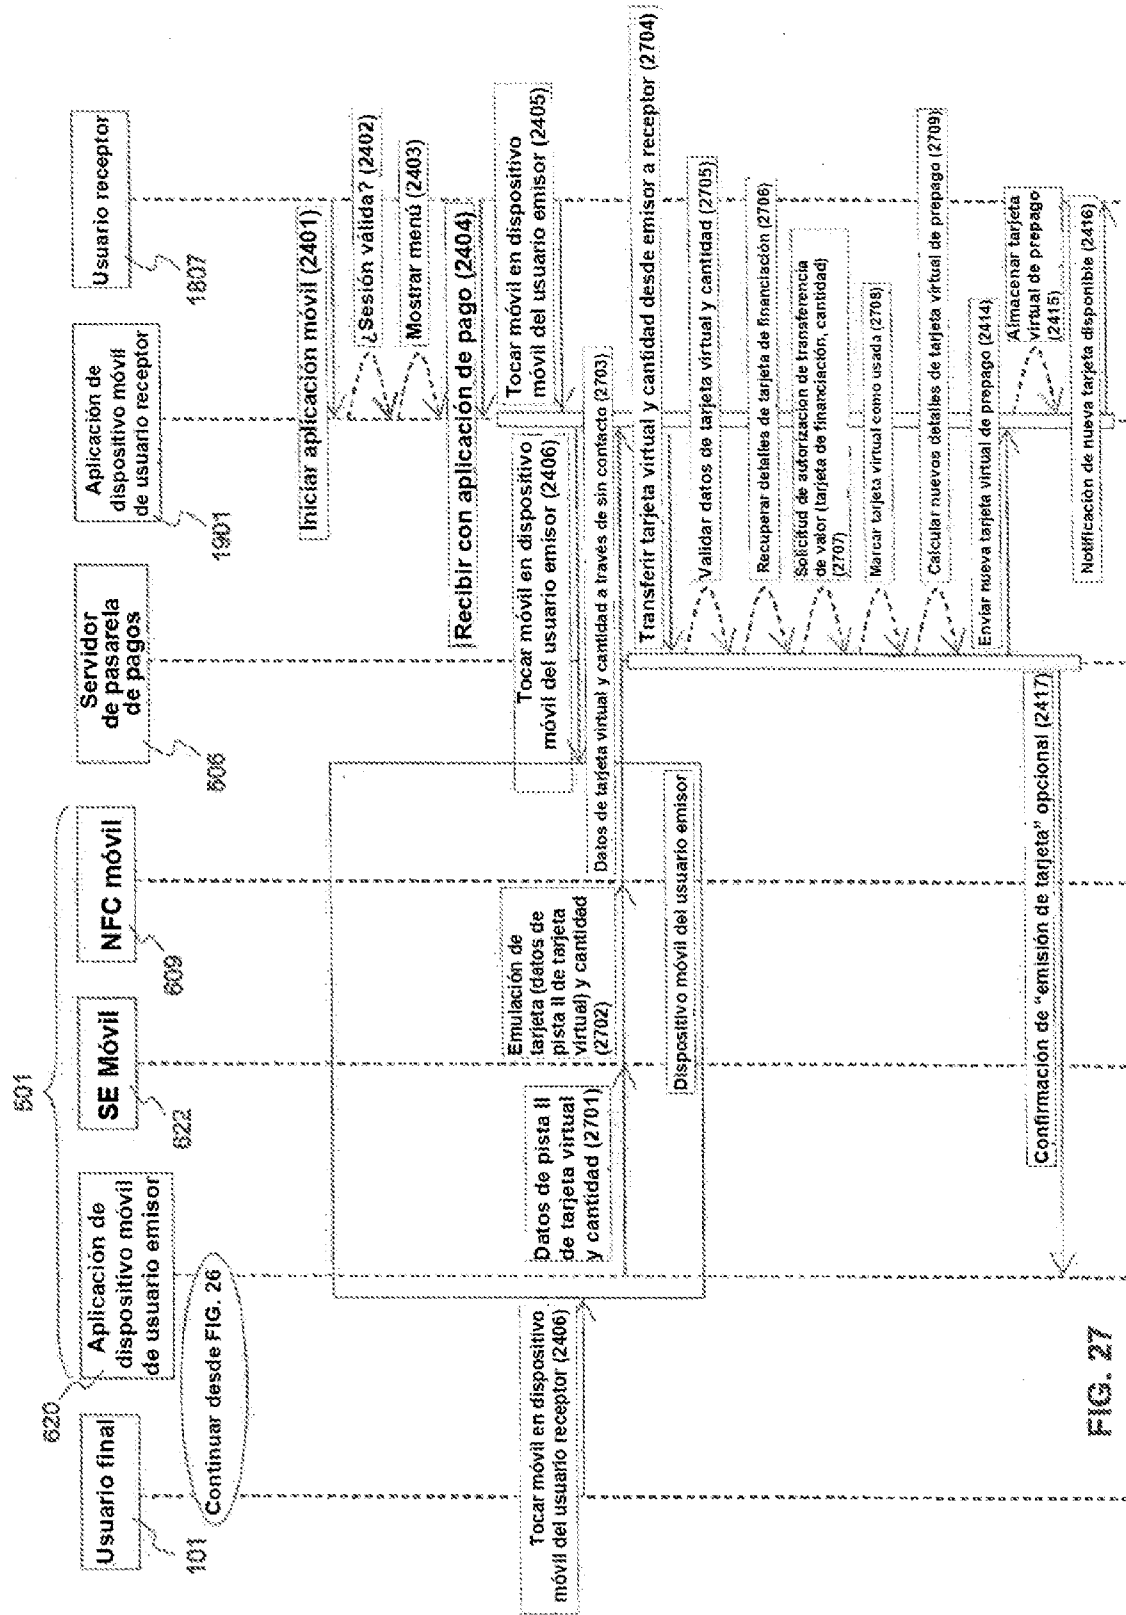 501
620
622
609
606
1901
1807
101
Usuario final
Aplicación de
dispositivo móvil
de usuario emisor
SE Móvil
NFC móvil
Servidor
de pasarela
de pagos
Aplicación de
dispositivo móvil
de usuario receptor
Usuario receptor
Continuar desde FIG. 26
Iniciar aplicación móvil (2401)
¿Sesión válida? (2402)
Mostrar menú (2403)
Recibir con aplicación de pago (2404)
Tocar móvil en dispositivo
móvil del usuario emisor (2405)
Tocar móvil en dispositivo
móvil del usuario emisor (2406)
Tocar móvil en dispositivo
móvil del usuario receptor (2406)
Datos de pista II
de tarjeta virtual
y cantidad (2701)
Emulación de
tarjeta (datos de
pista II de tarjeta
virtual) y cantidad
(2702)
Datos de tarjeta virtual y cantidad a través de sin contacto (2703)
Dispositivo móvil del usuario emisor
Transferir tarjeta virtual y cantidad desde emisor a receptor (2704)
Validar datos de tarjeta virtual y cantidad (2705)
Recuperar detalles de tarjeta de financiación (2706)
Solicitud de autorización de transferencia
de valor (tarjeta de financiación, cantidad)
(2707)
Marcar tarjeta virtual como usada (2708)
Calcular nuevos detalles de tarjeta virtual de prepago (2709)
Enviar nueva tarjeta virtual de prepago (2414)
Almacenar tarjeta
virtual de prepago
(2415)
Notificación de nueva tarjeta disponible (2416)
Confirmación de "emisión de tarjeta" opcional (2417)
FIG. 27